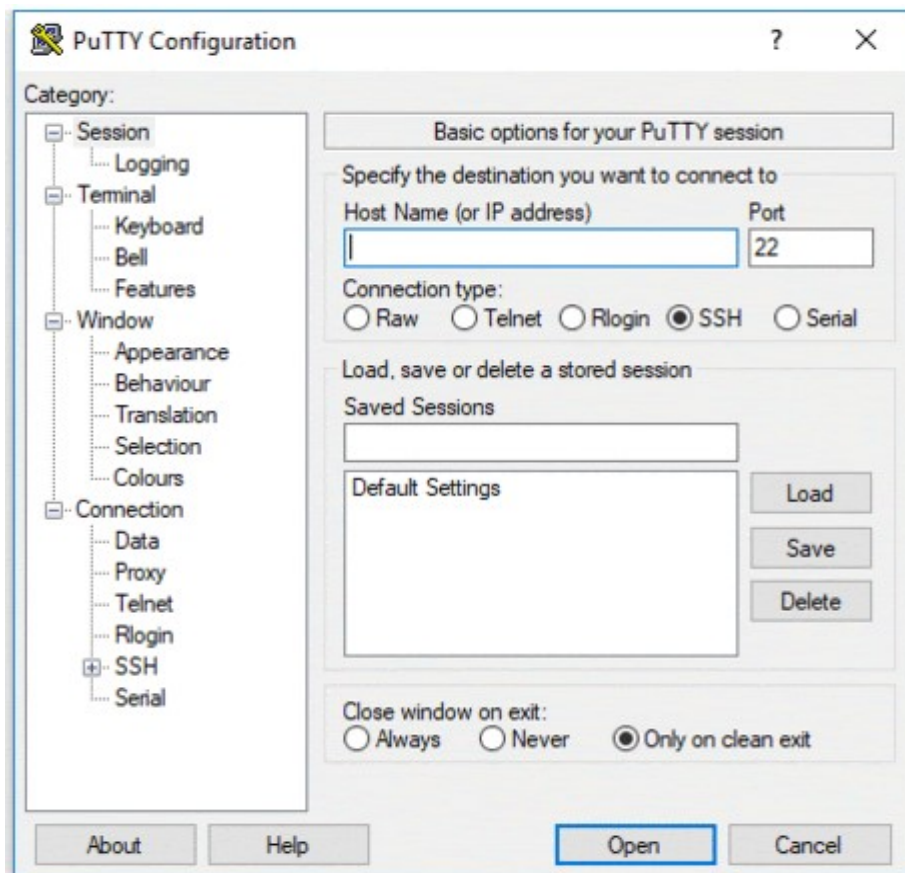 PuTTY Configuration
?
Category:
Session
Logging
Terminal
Keyboard
Bell
Features
Window
Appearance
Behaviour
Translation
Selection
Colours
Connection
Data
Proxy
Telnet
Rlogin
SSH
Serial
Basic options for your PuTTY session
Specify the destination you want to connect to
Host Name (or IP address) Port
22
Connection type:
Raw Telnet Rlogin SSH Serial
Load, save or delete a stored session
Saved Sessions
Default Settings
Load
Save
Delete
Close window on exit:
Always Never Only on clean exit
About Help Open Cancel